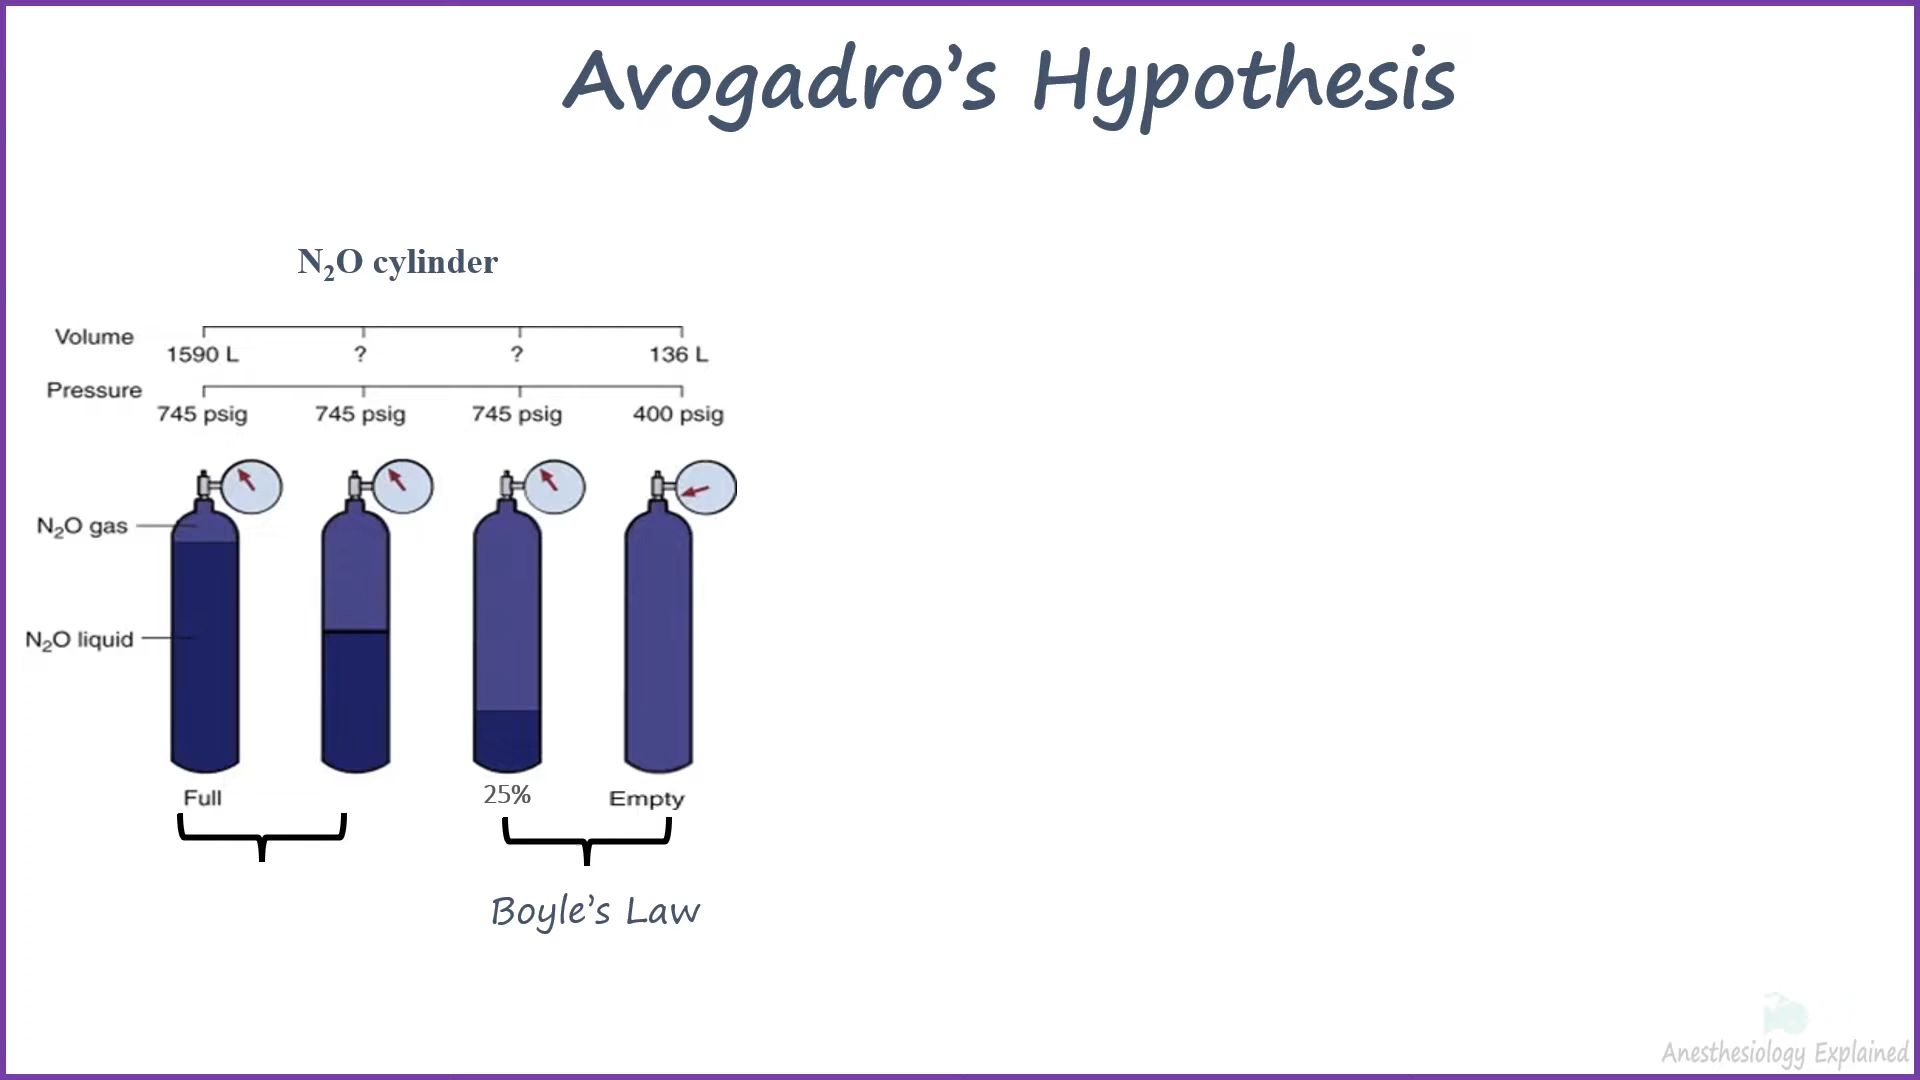 Avogadro's Hypothesis
N₂O cylinder
Volume
1590 L ? ? 136 L
Pressure
745 psig 745 psig 745 psig 400 psig
N₂O gas
N₂O liquid
Full 25% Empty
Boyle's Law
Anesthesiology Explained